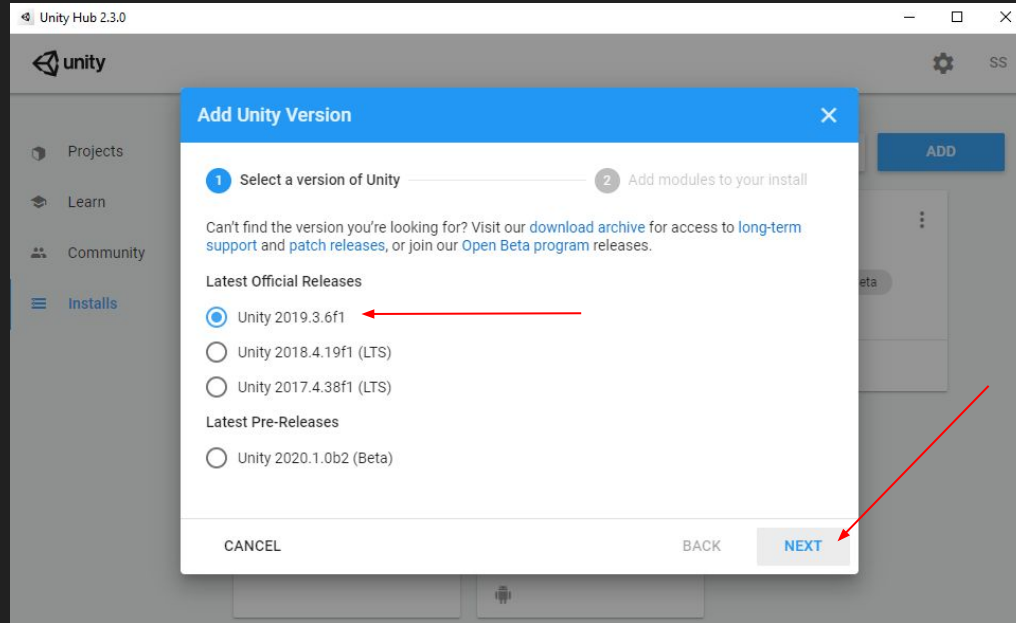 Unity Hub 2.3.0
unity
SS
Add Unity Version
Projects
Learn
Community
Installs
ADD
1 Select a version of Unity
2 Add modules to your install
Can't find the version you're looking for? Visit our download archive for access to long-term
support and patch releases, or join our Open Beta program releases.
Latest Official Releases
Unity 2019.3.6f1
Unity 2018.4.19f1 (LTS)
Unity 2017.4.38f1 (LTS)
Latest Pre-Releases
Unity 2020.1.0b2 (Beta)
eta
CANCEL
BACK
NEXT